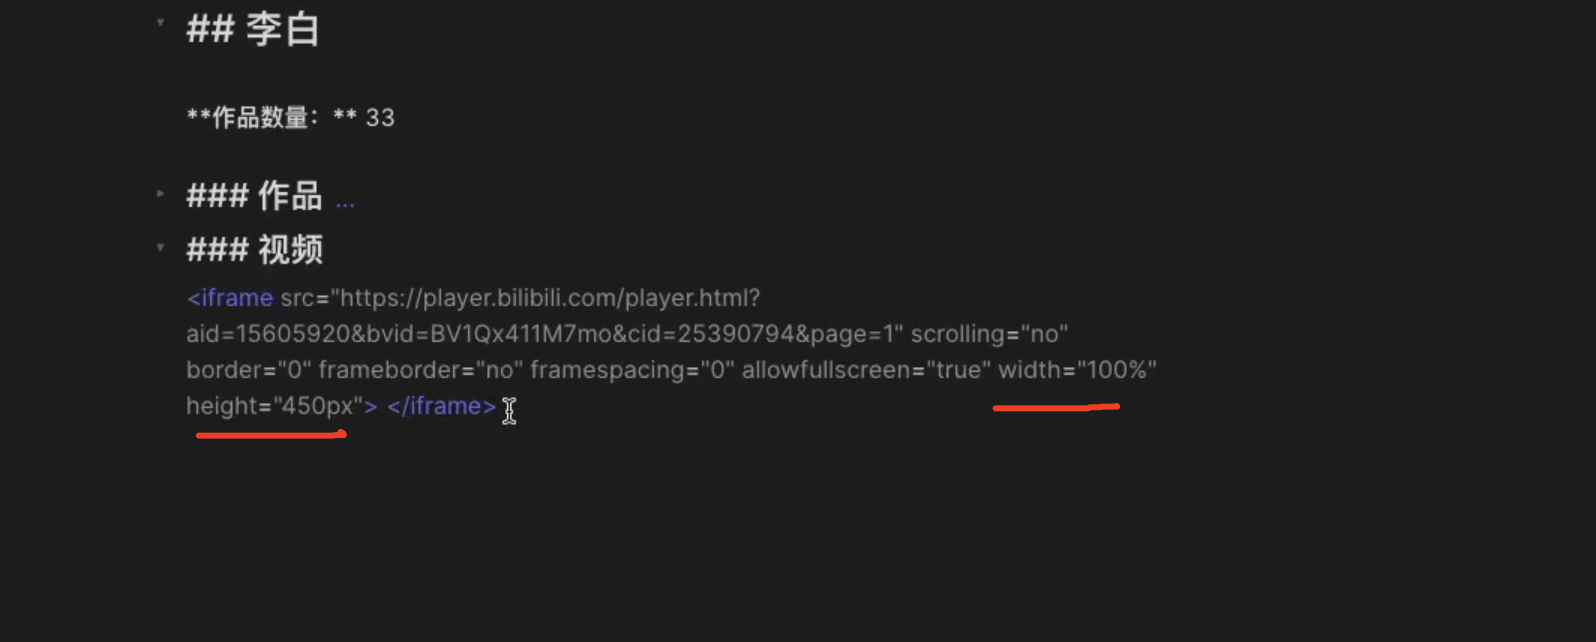 ## 李白
**作品数量：** 33
### 作品 ...
### 视频
<iframe src="https://player.bilibili.com/player.html?
aid=15605920&bvid=BV1Qx411M7mo&cid=25390794&page=1" scrolling="no"
border="0" frameborder="no" framespacing="0" allowfullscreen="true" width="100%"
height="450px"> </iframe>